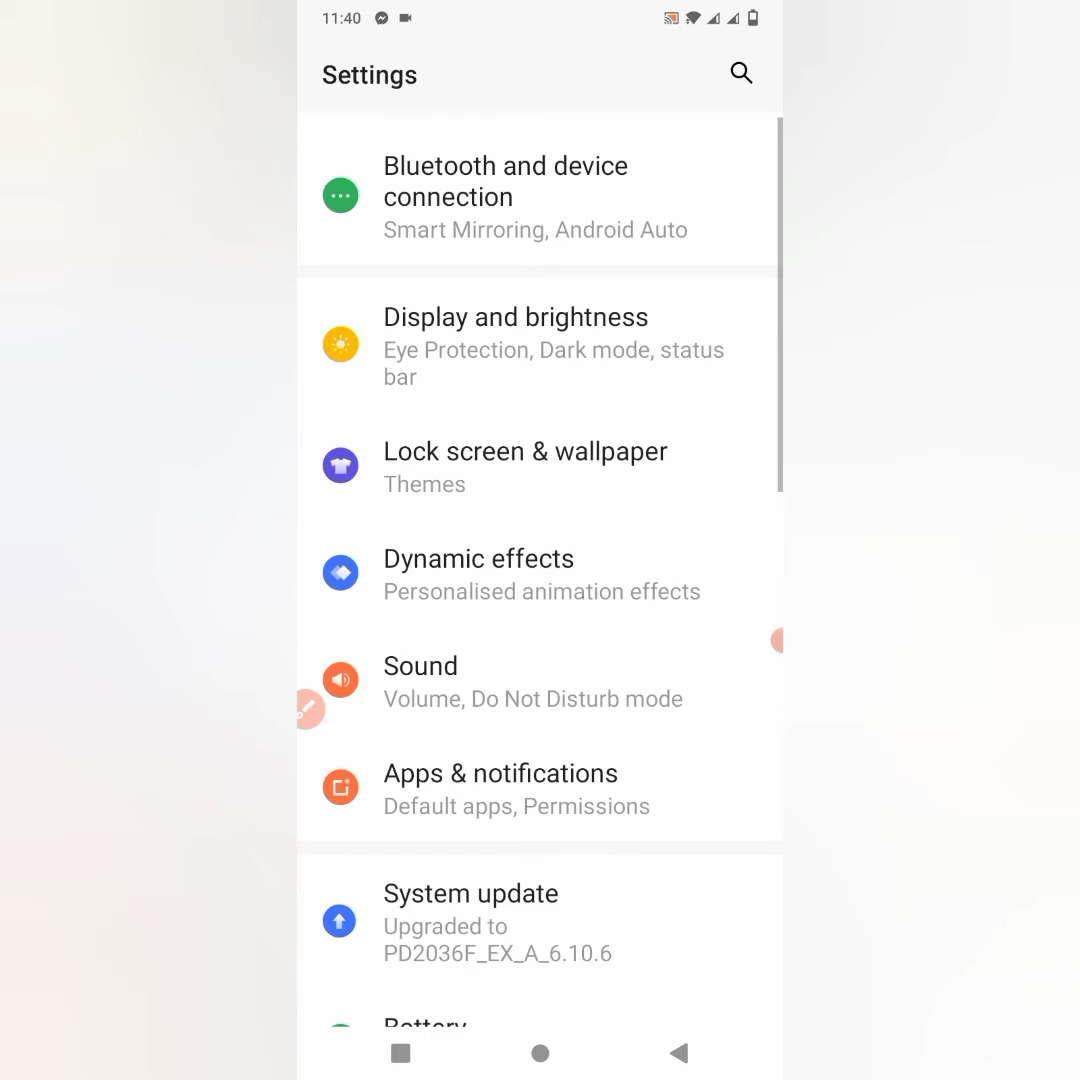 11:40
Settings
Bluetooth and device
connection
Smart Mirroring, Android Auto
Display and brightness
Eye Protection, Dark mode, status
bar
Lock screen & wallpaper
Themes
Dynamic effects
Personalised animation effects
Sound
Volume, Do Not Disturb mode
Apps & notifications
Default apps, Permissions
System update
Upgraded to
PD2036F_EX_A_6.10.6
Battery